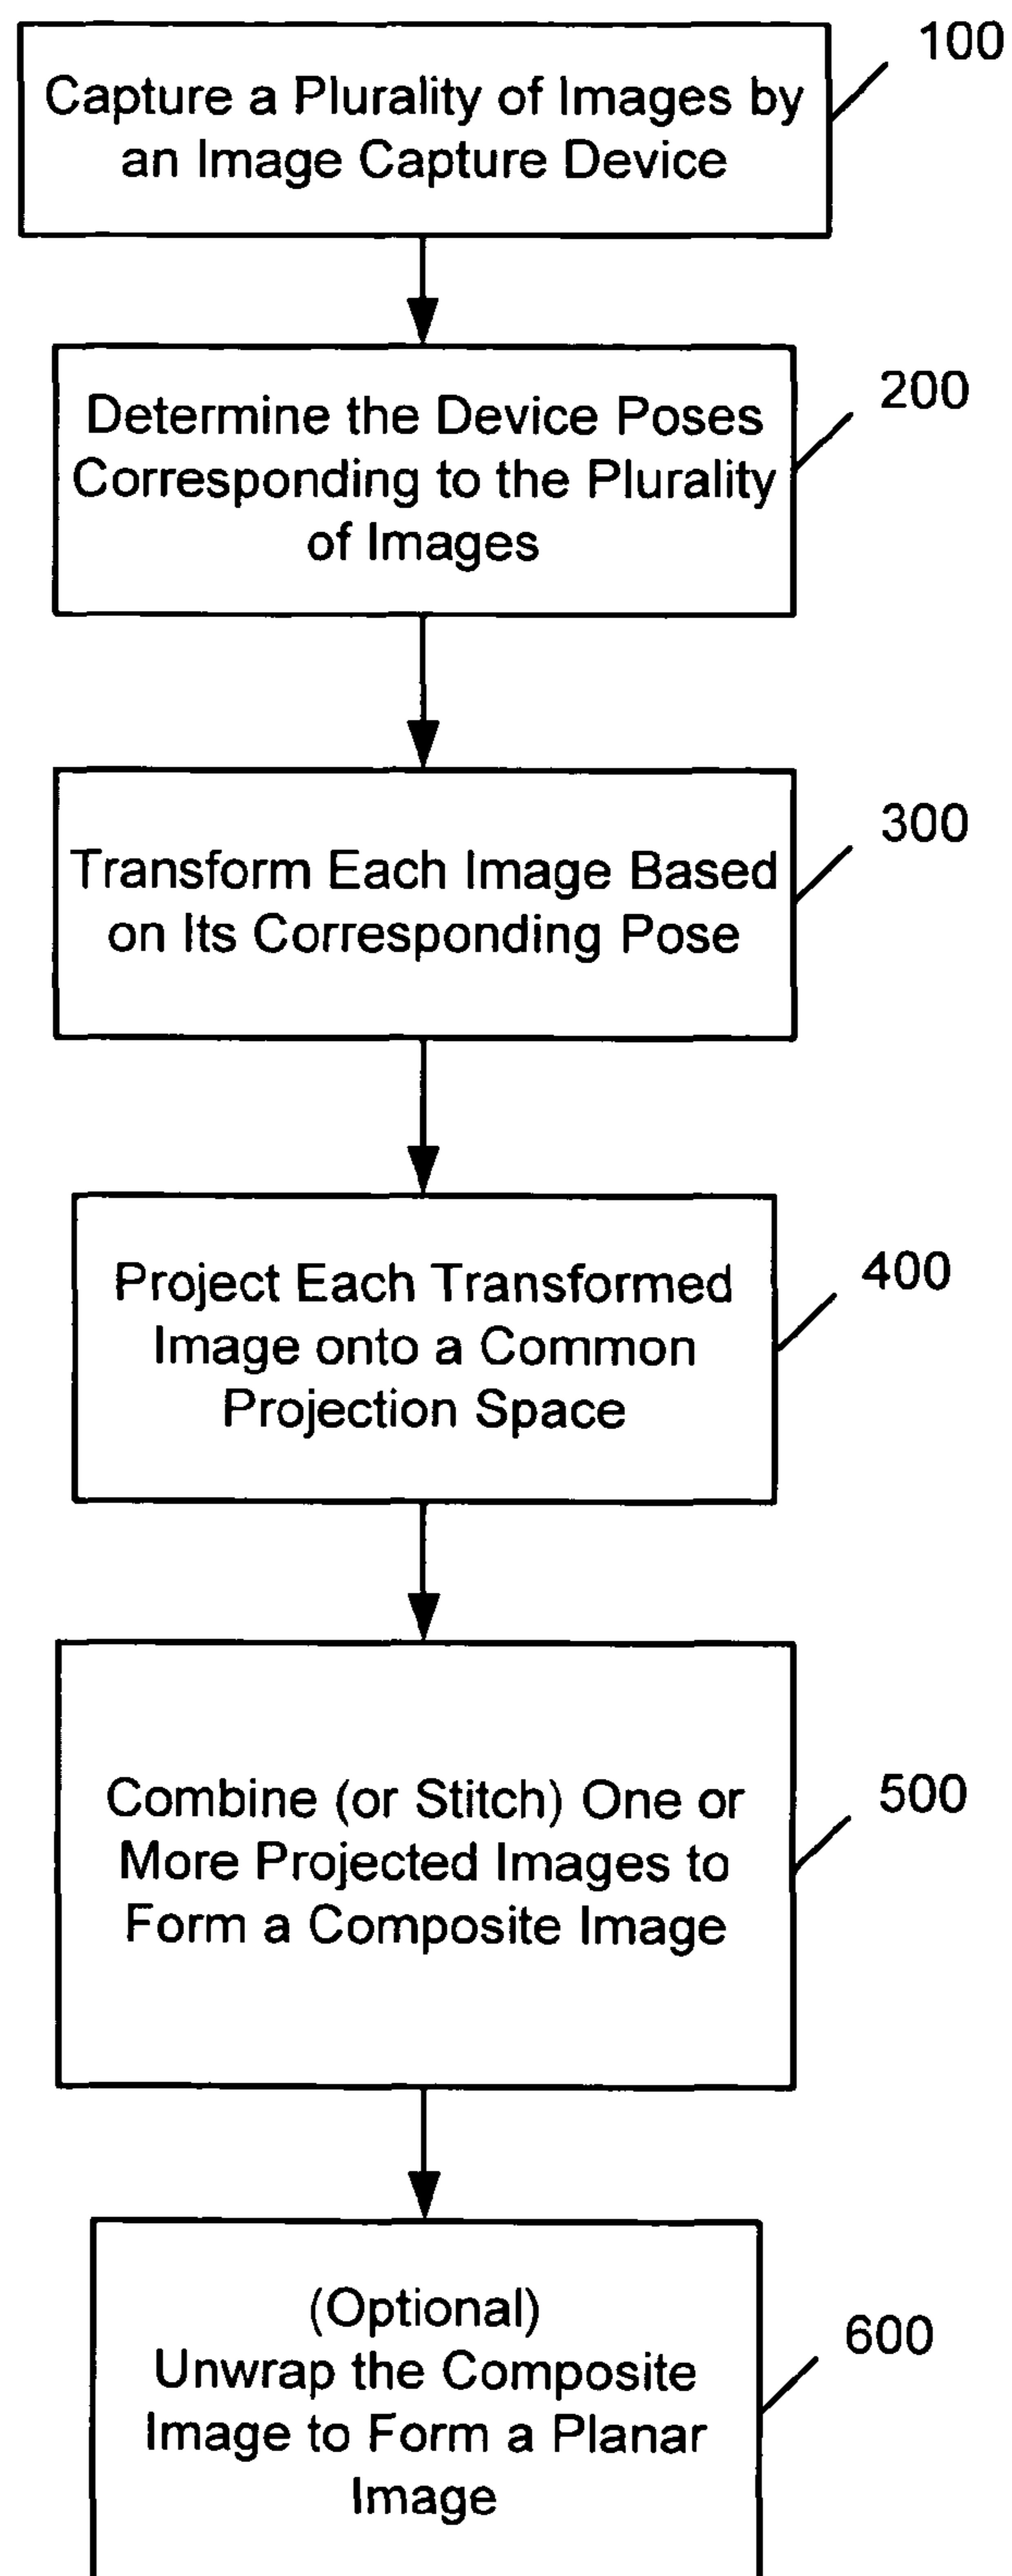 100
Capture a Plurality of Images by
an Image Capture Device
200
Determine the Device Poses
Corresponding to the Plurality
of Images
300
Transform Each Image Based
on Its Corresponding Pose
400
Project Each Transformed
Image onto a Common
Projection Space
500
Combine (or Stitch) One or
More Projected Images to
Form a Composite Image
600
(Optional)
Unwrap the Composite
Image to Form a Planar
Image